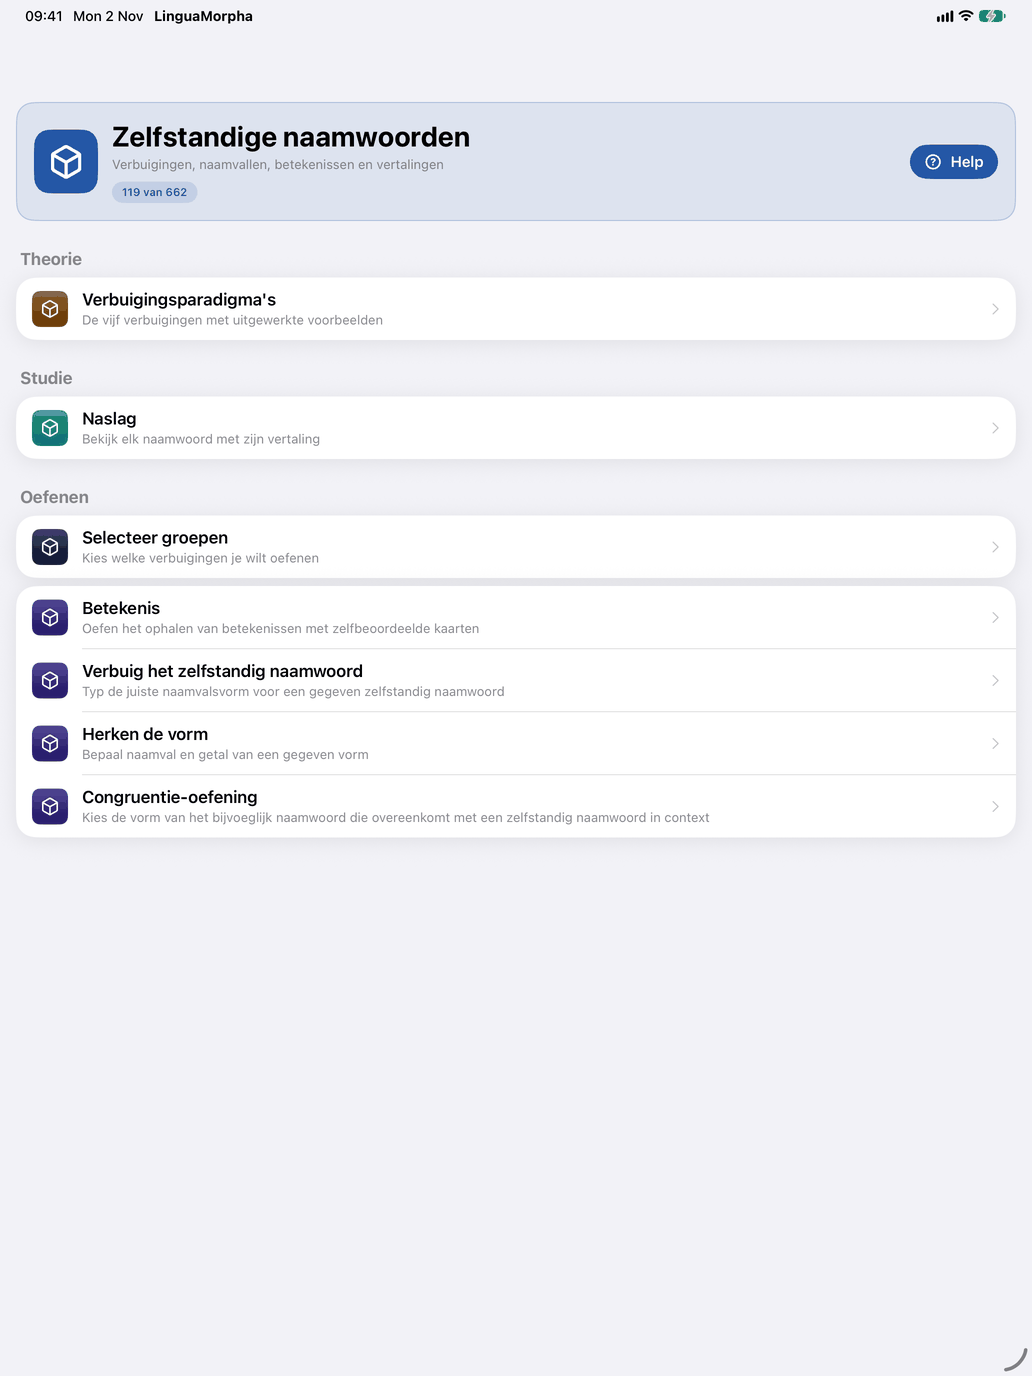 09:41 Mon 2 Nov LinguaMorpha
Zelfstandige naamwoorden
Verbuigingen, naamvallen, betekenissen en vertalingen
119 van 662
Help
Theorie
Verbuigingsparadigma's
De vijf verbuigingen met uitgewerkte voorbeelden
Studie
Naslag
Bekijk elk naamwoord met zijn vertaling
Oefenen
Selecteer groepen
Kies welke verbuigingen je wilt oefenen
Betekenis
Oefen het ophalen van betekenissen met zelfbeoordeelde kaarten
Verbuig het zelfstandig naamwoord
Typ de juiste naamvalsvorm voor een gegeven zelfstandig naamwoord
Herken de vorm
Bepaal naamval en getal van een gegeven vorm
Congruentie-oefening
Kies de vorm van het bijvoeglijk naamwoord die overeenkomt met een zelfstandig naamwoord in context